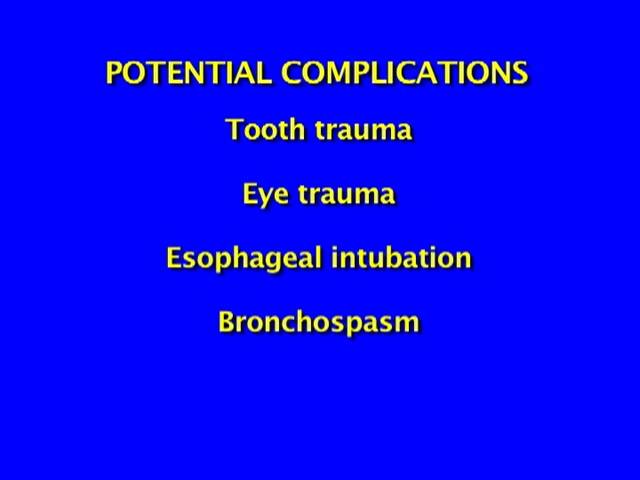 POTENTIAL COMPLICATIONS
Tooth trauma
Eye trauma
Esophageal intubation
Bronchospasm